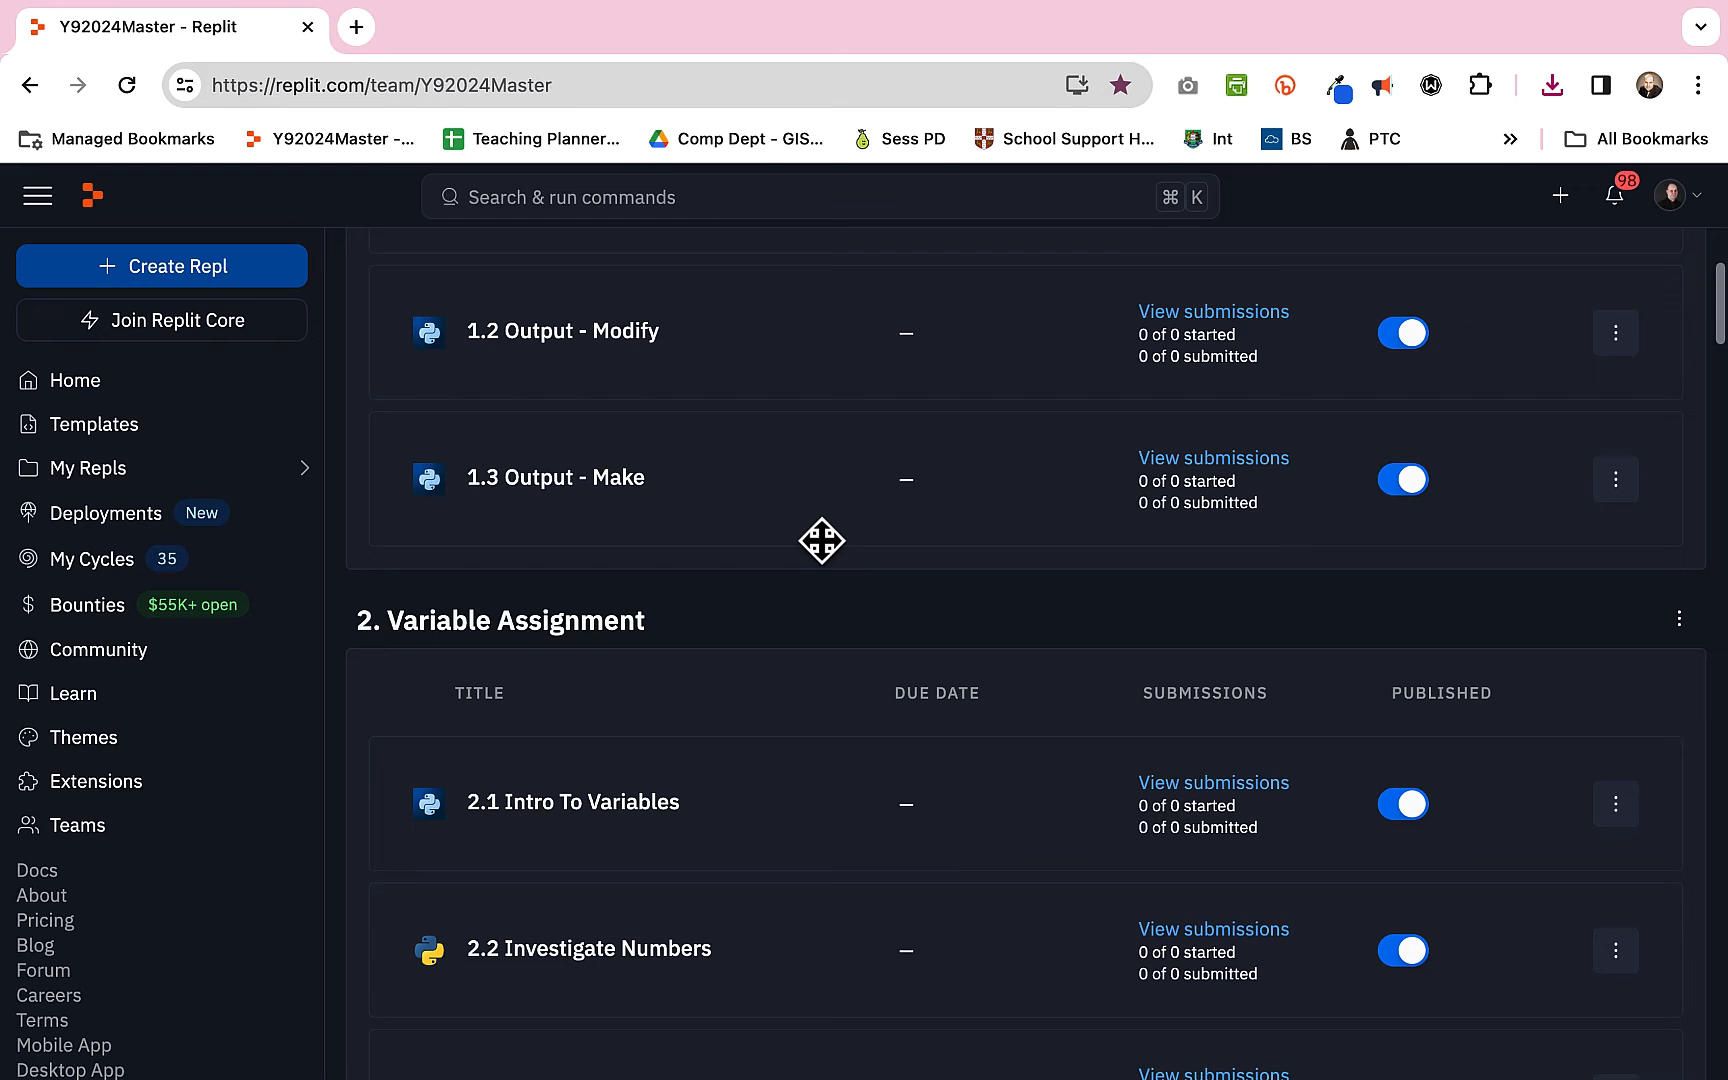 Y92024Master - Replit
https://replit.com/team/Y92024Master
Managed Bookmarks
Y92024Master -...
Teaching Planner...
Comp Dept - GIS...
Sess PD
School Support H...
Int
BS
PTC
All Bookmarks
Search & run commands
⌘ K
98
Create Repl
Join Replit Core
Home
Templates
My Repls
Deployments New
My Cycles 35
Bounties $55K+ open
Community
Learn
Themes
Extensions
Teams
Docs
About
Pricing
Blog
Forum
Careers
Terms
Mobile App
Desktop App
1.2 Output - Modify
—
View submissions
0 of 0 started
0 of 0 submitted
1.3 Output - Make
—
View submissions
0 of 0 started
0 of 0 submitted
2. Variable Assignment
TITLE DUE DATE SUBMISSIONS PUBLISHED
2.1 Intro To Variables
—
View submissions
0 of 0 started
0 of 0 submitted
2.2 Investigate Numbers
—
View submissions
0 of 0 started
0 of 0 submitted
View submissions